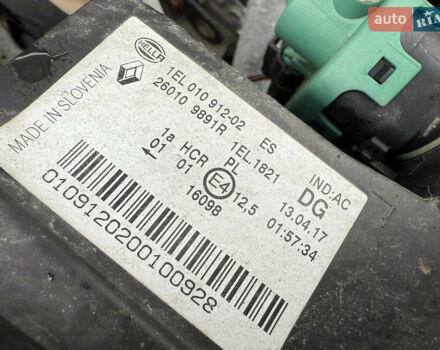 auto RIA
HELLA
1EL 010 912-02 ES
26010 9891R 1EL.1821
MADE IN SLOVENIA
1a HCR PL IND:AC
01 01 E4 12,5 DG
16098 13.04.17
01:57:34
0109120200100928